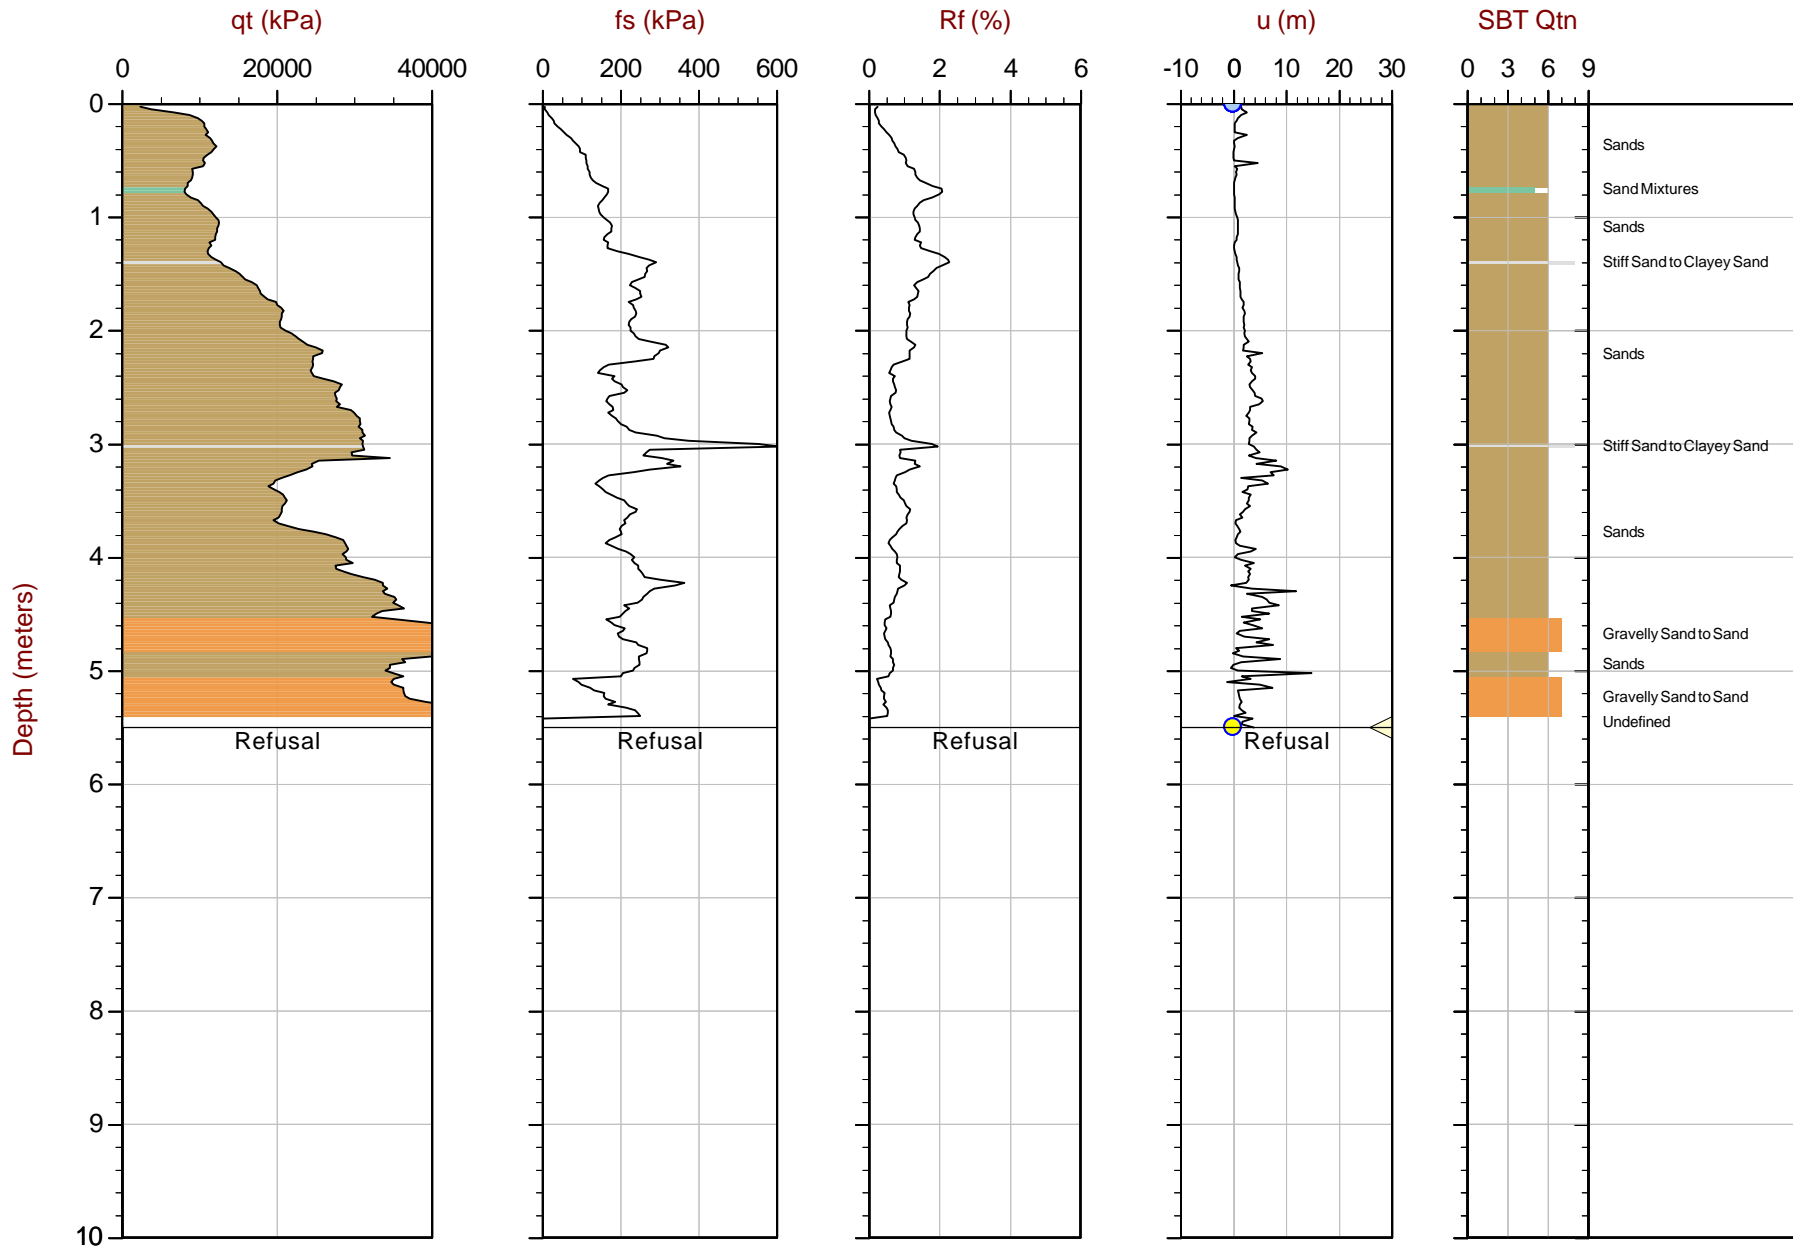 qt (kPa) fs (kPa) Rf (%) u (m) SBT Qtn
0 20000 40000 0 200 400 600 0 2 4 6 -10 0 10 20 30 0 3 6 9
0
Sands
Sand Mixtures
1
Sands
Stiff Sand to Clayey Sand
2
Sands
3
Stiff Sand to Clayey Sand
Sands
4
Gravelly Sand to Sand
Sands
5
Gravelly Sand to Sand
Undefined
Refusal Refusal Refusal Refusal
Depth (meters)
6
7
8
9
10